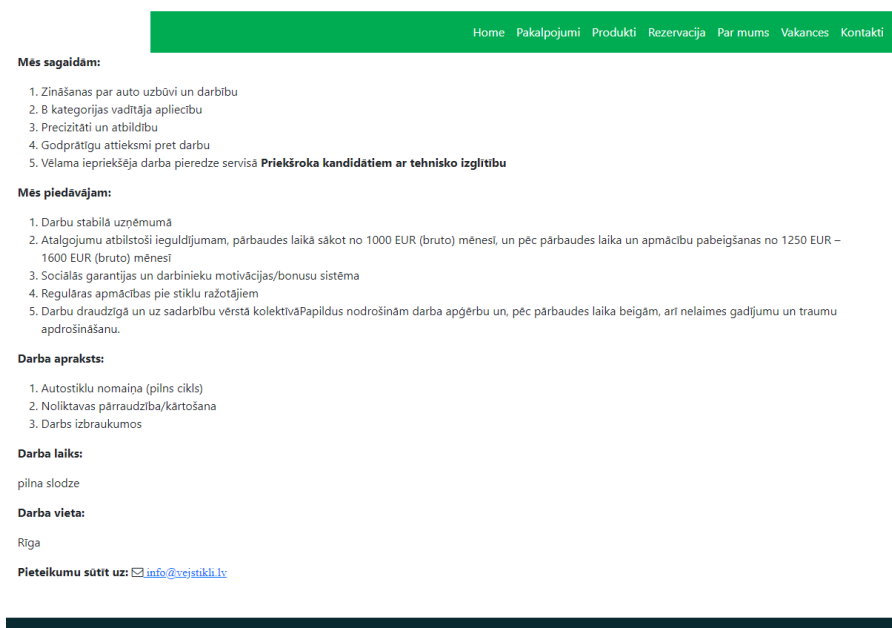 Home Pakalpojumi Produkti Rezervacija Par mums Vakances Kontakti
Mēs sagaidām:
1. Zināšanas par auto uzbūvi un darbību
2. B kategorijas vadītāja apliecību
3. Precizitāti un atbildību
4. Godprātīgu attieksmi pret darbu
5. Vēlama iepriekšēja darba pieredze servisā Priekšroka kandidātiem ar tehnisko izglītību
Mēs piedāvājam:
1. Darbu stabilā uzņēmumā
2. Atalgojumu atbilstoši ieguldījumam, pārbaudes laikā sākot no 1000 EUR (bruto) mēnesī, un pēc pārbaudes laika un apmācību pabeigšanas no 1250 EUR –
1600 EUR (bruto) mēnesī
3. Sociālās garantijas un darbinieku motivācijas/bonusu sistēma
4. Regulāras apmācības pie stiklu ražotājiem
5. Darbu draudzīgā un uz sadarbību vērstā kolektīvāPapildus nodrošinām darba apģērbu un, pēc pārbaudes laika beigām, arī nelaimes gadījumu un traumu
apdrošināšanu.
Darba apraksts:
1. Autostiklu nomaiņa (pilns cikls)
2. Noliktavas pārraudzība/kārtošana
3. Darbs izbraukumos
Darba laiks:
pilna slodze
Darba vieta:
Rīga
Pieteikumu sūtīt uz: info@vejstikli.lv